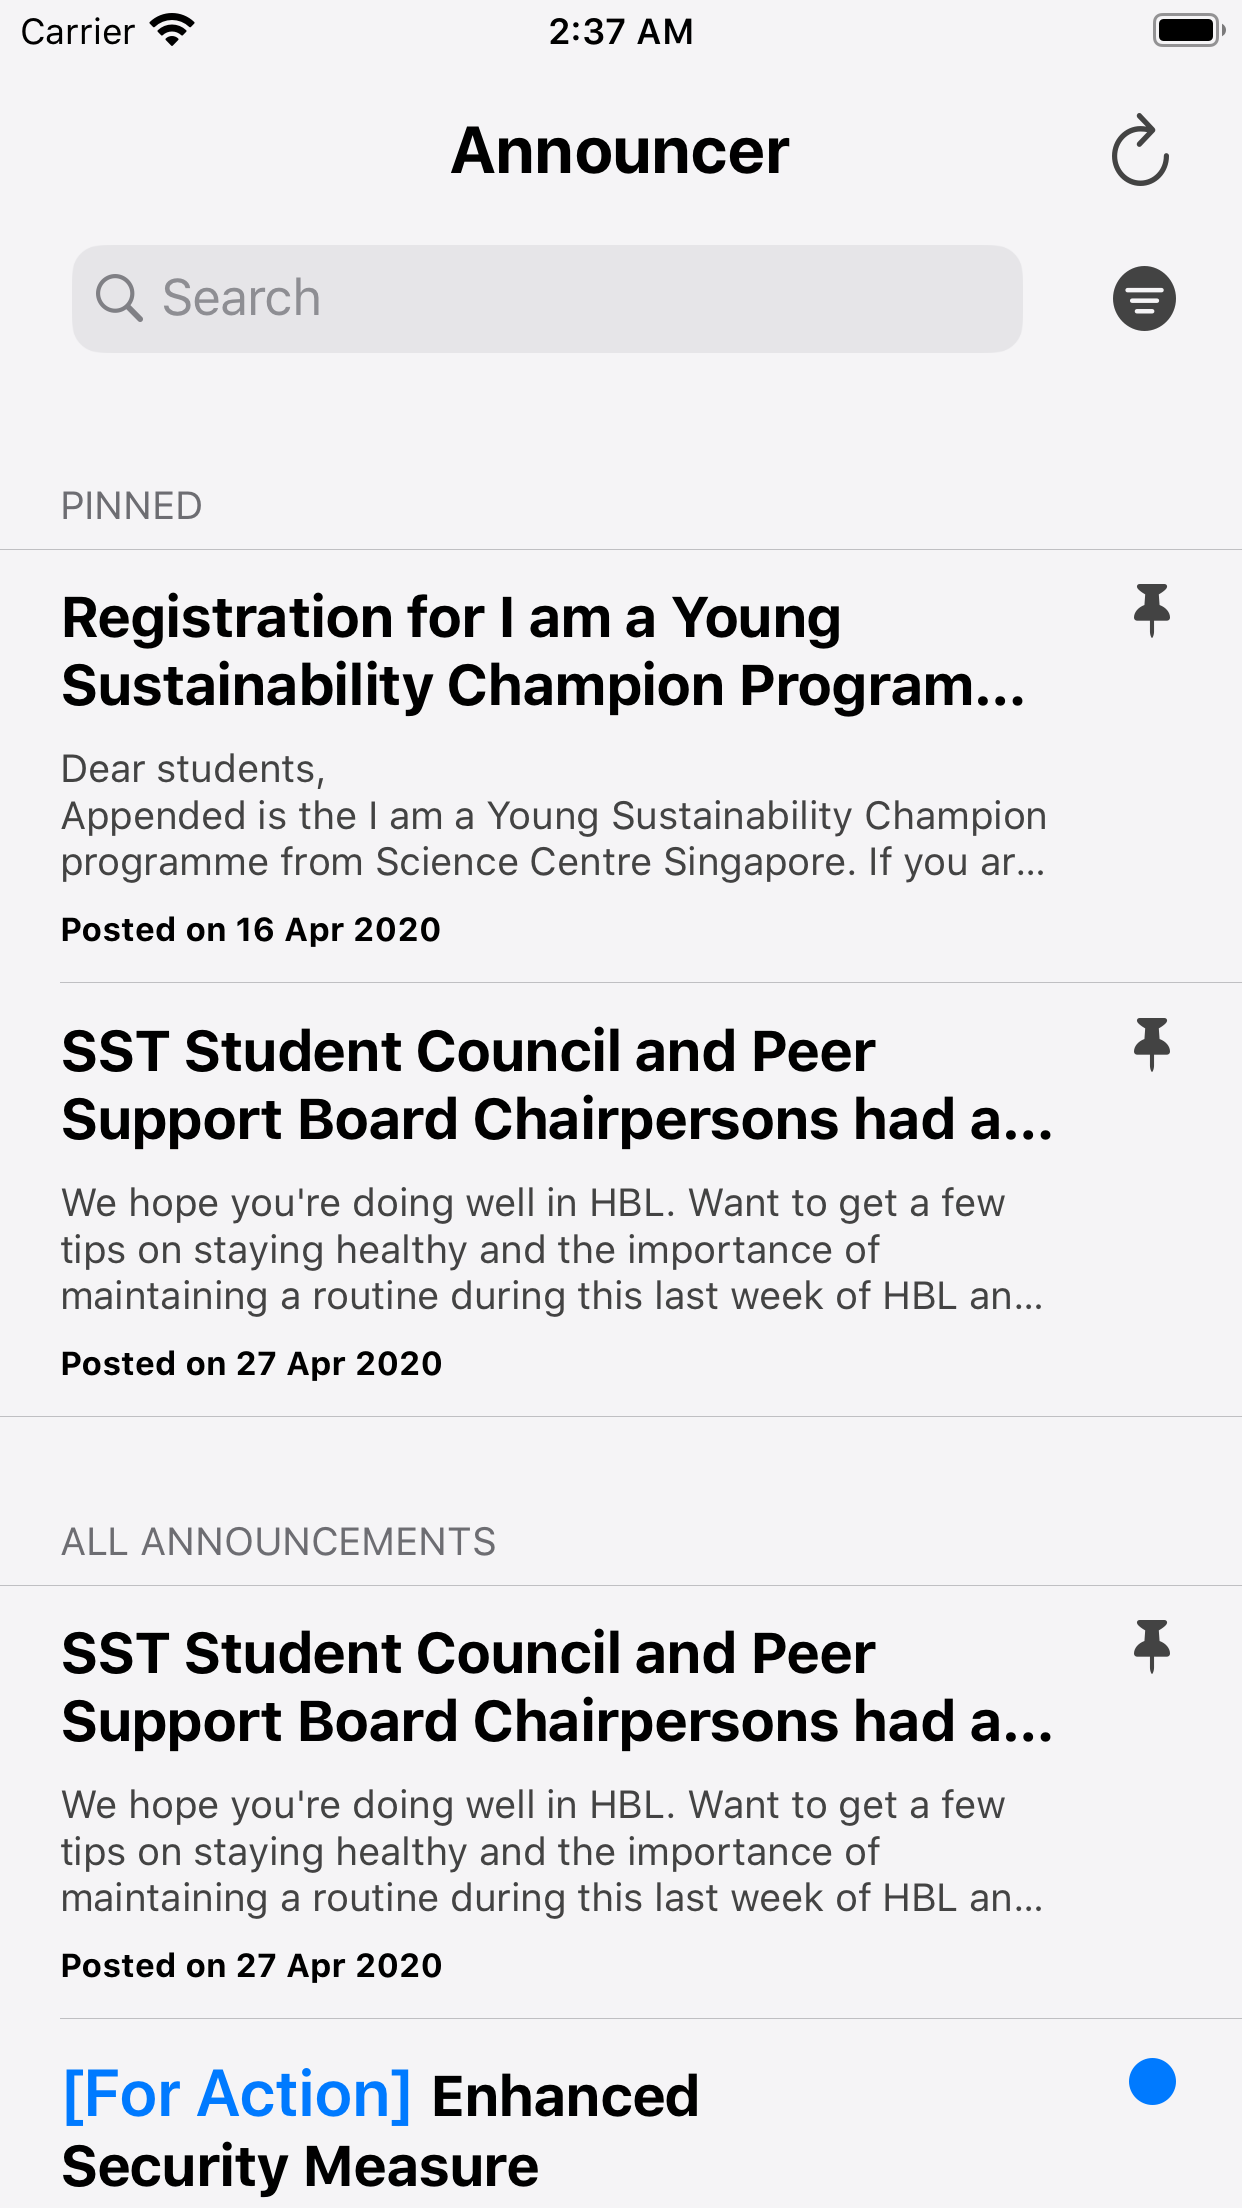 Carrier 2:37 AM
Announcer
Search
PINNED
Registration for I am a Young
Sustainability Champion Program...
Dear students,
Appended is the I am a Young Sustainability Champion
programme from Science Centre Singapore. If you ar...
Posted on 16 Apr 2020
SST Student Council and Peer
Support Board Chairpersons had a...
We hope you're doing well in HBL. Want to get a few
tips on staying healthy and the importance of
maintaining a routine during this last week of HBL an...
Posted on 27 Apr 2020
ALL ANNOUNCEMENTS
SST Student Council and Peer
Support Board Chairpersons had a...
We hope you're doing well in HBL. Want to get a few
tips on staying healthy and the importance of
maintaining a routine during this last week of HBL an...
Posted on 27 Apr 2020
[For Action] Enhanced
Security Measure